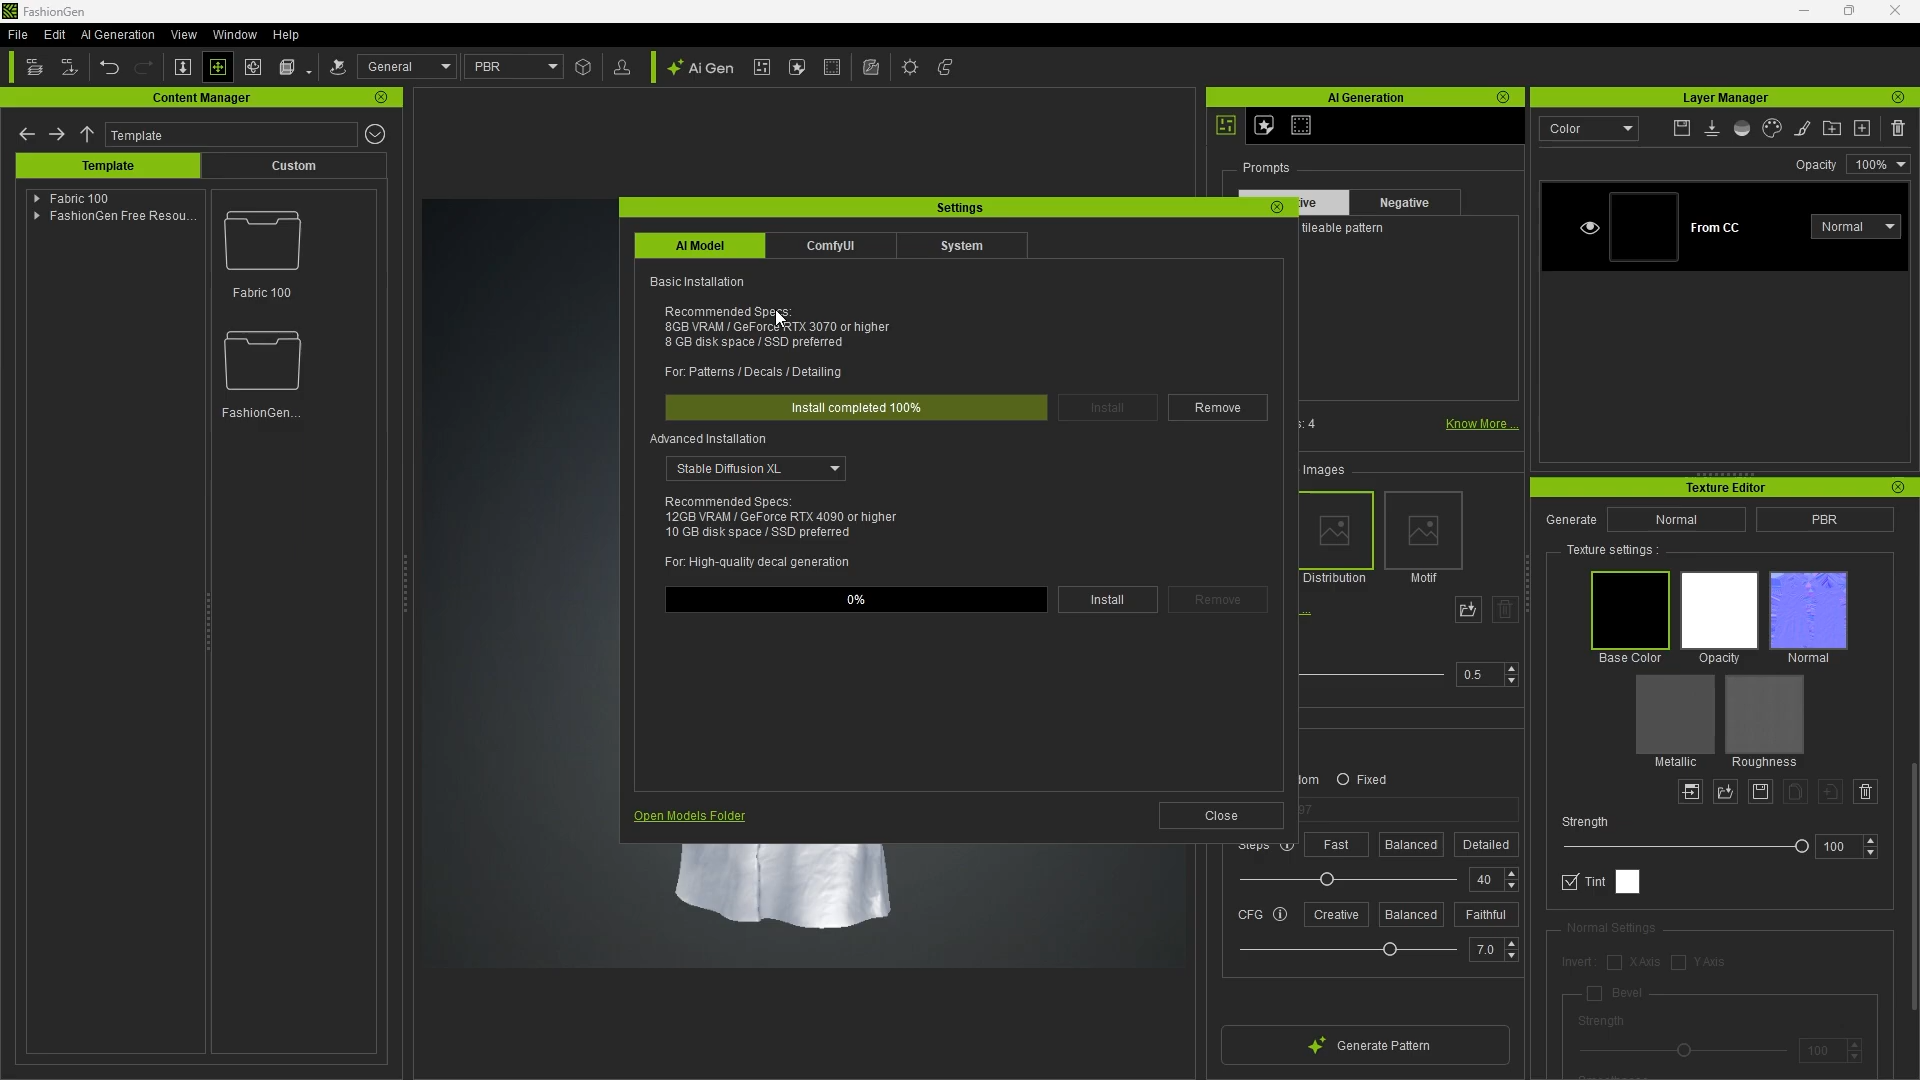 FashionGen
File Edit AI Generation View Window Help
General PBR Ai Gen
Content Manager
Template
Template Custom
Fabric 100
FashionGen Free Resou...
Fabric 100
FashionGen...
Settings
AI Model ComfyUI System
Basic Installation
Recommended Specs:
8GB VRAM / GeForce RTX 3070 or higher
8 GB disk space / SSD preferred
For: Patterns / Decals / Detailing
Install completed 100% Install Remove
Advanced Installation
Stable Diffusion XL
Recommended Specs:
12GB VRAM / GeForce RTX 4090 or higher
10 GB disk space / SSD preferred
For: High-quality decal generation
0% Install Remove
Open Models Folder Close
AI Generation
Prompts
Negative
tileable pattern
: 4 Know More ...
Images
Distribution Motif
...
0.5
Fixed
97
Steps Fast Balanced Detailed
40
CFG Creative Balanced Faithful
7.0
Generate Pattern
Layer Manager
Color
Opacity 100%
From CC Normal
Texture Editor
Generate Normal PBR
Texture settings :
Base Color Opacity Normal
Metallic Roughness
Strength
100
Tint
Normal Settings
Invert : X Axis Y Axis
Bevel
Strength
100